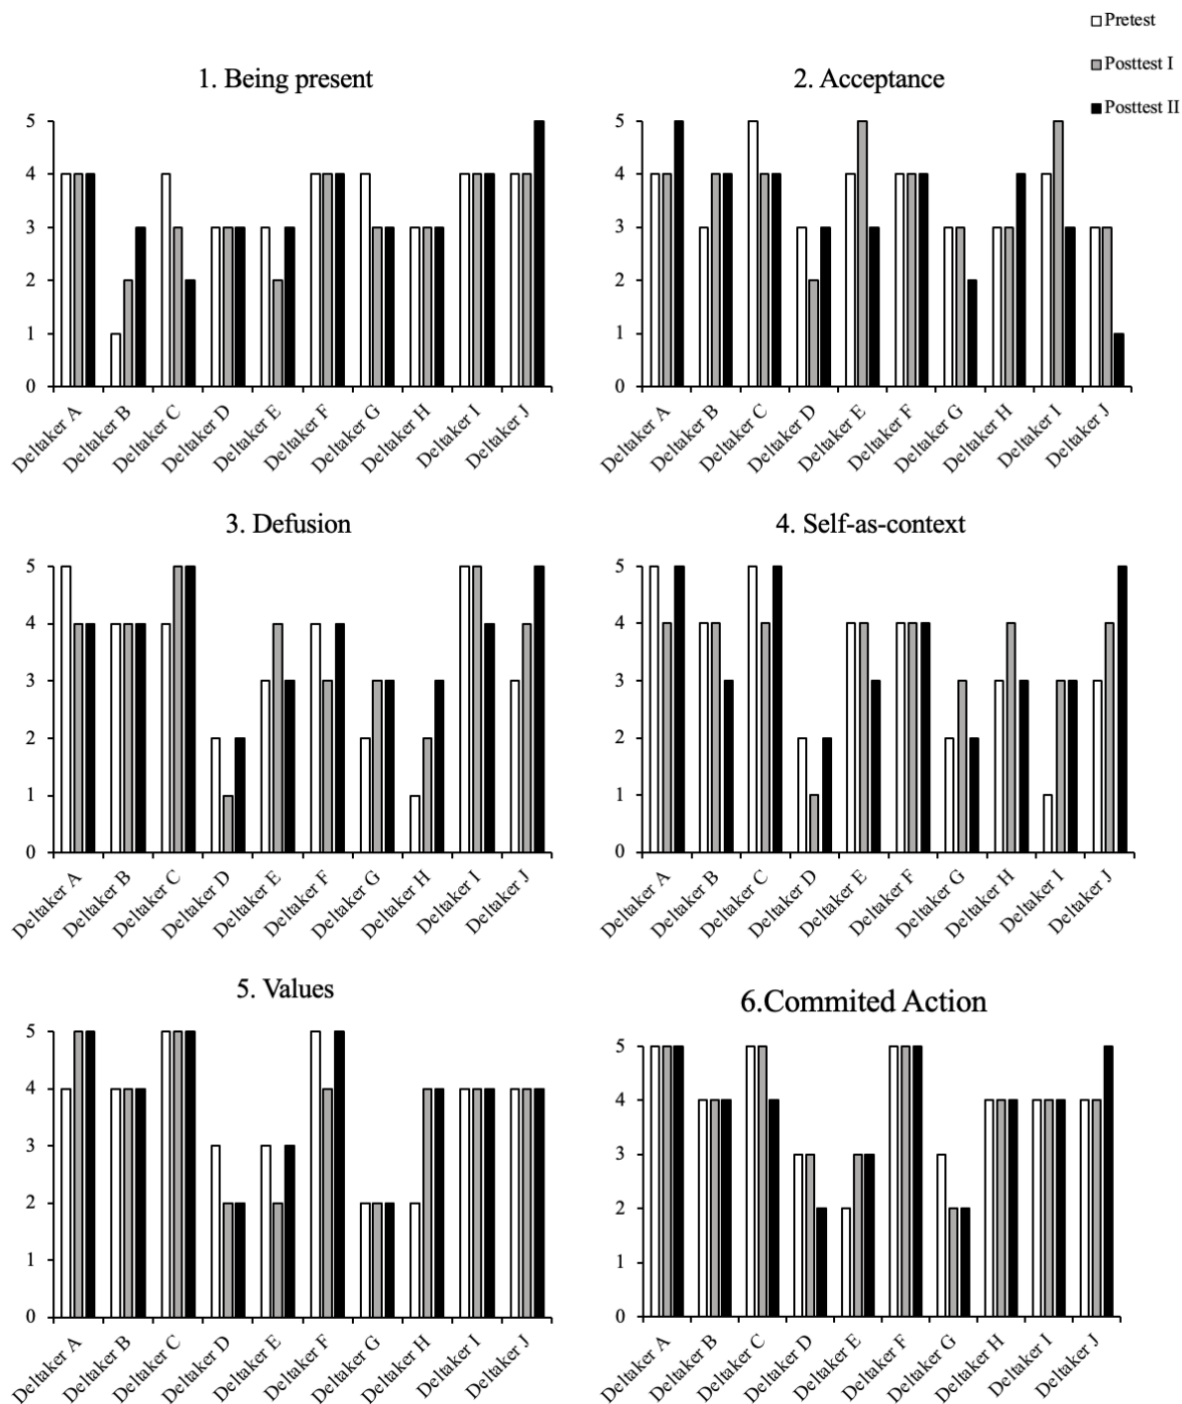 Pretest
Posttest I
Posttest II
1. Being present
5
4
3
2
1
0
Deltaker A
Deltaker B
Deltaker C
Deltaker D
Deltaker E
Deltaker F
Deltaker G
Deltaker H
Deltaker I
Deltaker J
2. Acceptance
5
4
3
2
1
0
Deltaker A
Deltaker B
Deltaker C
Deltaker D
Deltaker E
Deltaker F
Deltaker G
Deltaker H
Deltaker I
Deltaker J
3. Defusion
5
4
3
2
1
0
Deltaker A
Deltaker B
Deltaker C
Deltaker D
Deltaker E
Deltaker F
Deltaker G
Deltaker H
Deltaker I
Deltaker J
4. Self-as-context
5
4
3
2
1
0
Deltaker A
Deltaker B
Deltaker C
Deltaker D
Deltaker E
Deltaker F
Deltaker G
Deltaker H
Deltaker I
Deltaker J
5. Values
5
4
3
2
1
0
Deltaker A
Deltaker B
Deltaker C
Deltaker D
Deltaker E
Deltaker F
Deltaker G
Deltaker H
Deltaker I
Deltaker J
6.Commited Action
5
4
3
2
1
0
Deltaker A
Deltaker B
Deltaker C
Deltaker D
Deltaker E
Deltaker F
Deltaker G
Deltaker H
Deltaker I
Deltaker J